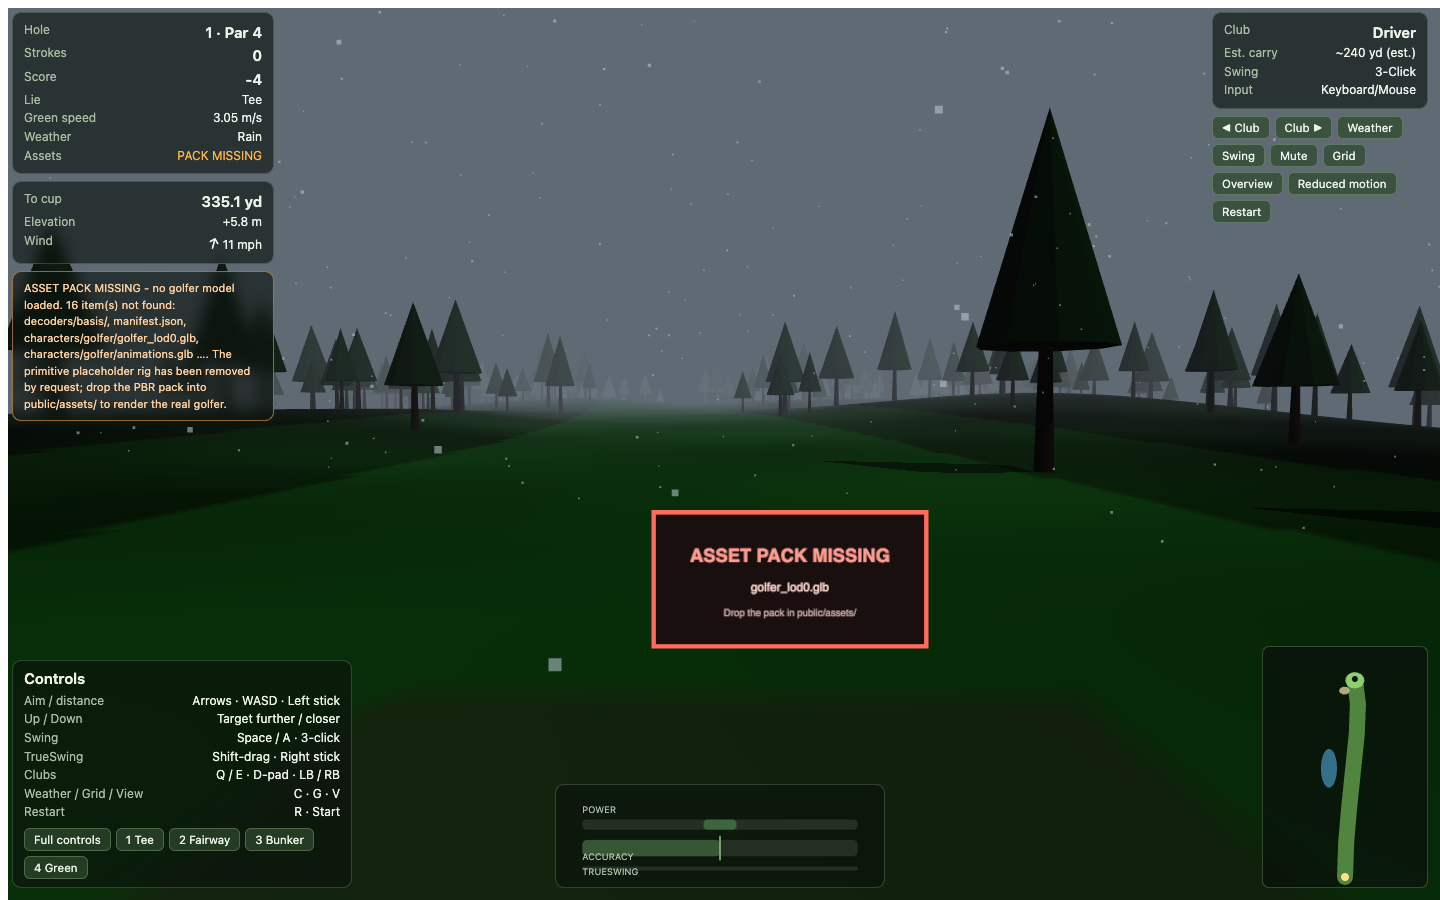 Hole 1 · Par 4
Strokes 0
Score -4
Lie Tee
Green speed 3.05 m/s
Weather Rain
Assets PACK MISSING
To cup 335.1 yd
Elevation +5.8 m
Wind ↗ 11 mph
ASSET PACK MISSING - no golfer model
loaded. 16 item(s) not found:
decoders/basis/, manifest.json,
characters/golfer/golfer_lod0.glb,
characters/golfer/animations.glb .... The
primitive placeholder rig has been removed
by request; drop the PBR pack into
public/assets/ to render the real golfer.
Club Driver
Est. carry ~240 yd (est.)
Swing 3-Click
Input Keyboard/Mouse
◀ Club Club ▶ Weather
Swing Mute Grid
Overview Reduced motion
Restart
ASSET PACK MISSING
golfer_lod0.glb
Drop the pack in public/assets/
Controls
Aim / distance Arrows · WASD · Left stick
Up / Down Target further / closer
Swing Space / A · 3-click
TrueSwing Shift-drag · Right stick
Clubs Q / E · D-pad · LB / RB
Weather / Grid / View C · G · V
Restart R · Start
Full controls 1 Tee 2 Fairway 3 Bunker
4 Green
POWER
ACCURACY
TRUESWING